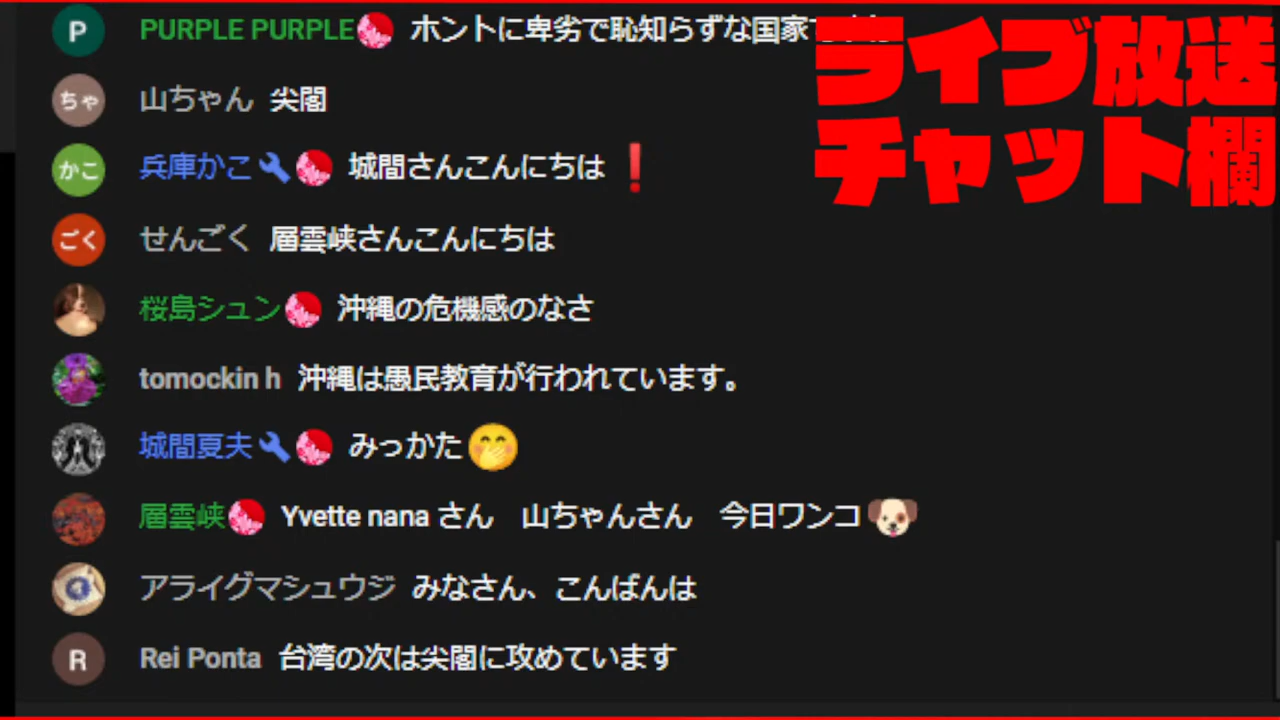 P PURPLE PURPLE ホントに卑劣で恥知らずな国家
ライブ放送
チャット欄
ちゃ 山ちゃん 尖閣
かこ 兵庫かこ 城間さんこんにちは❗
ごく せんごく 層雲峡さんこんにちは
桜島シュン 沖縄の危機感のなさ
tomockin h 沖縄は愚民教育が行われています。
城間夏夫 みっかた🤭
層雲峡 Yvette nana さん 山ちゃんさん 今日ワンコ🐶
アライグマシュウジ みなさん、こんばんは
R Rei Ponta 台湾の次は尖閣に攻めています